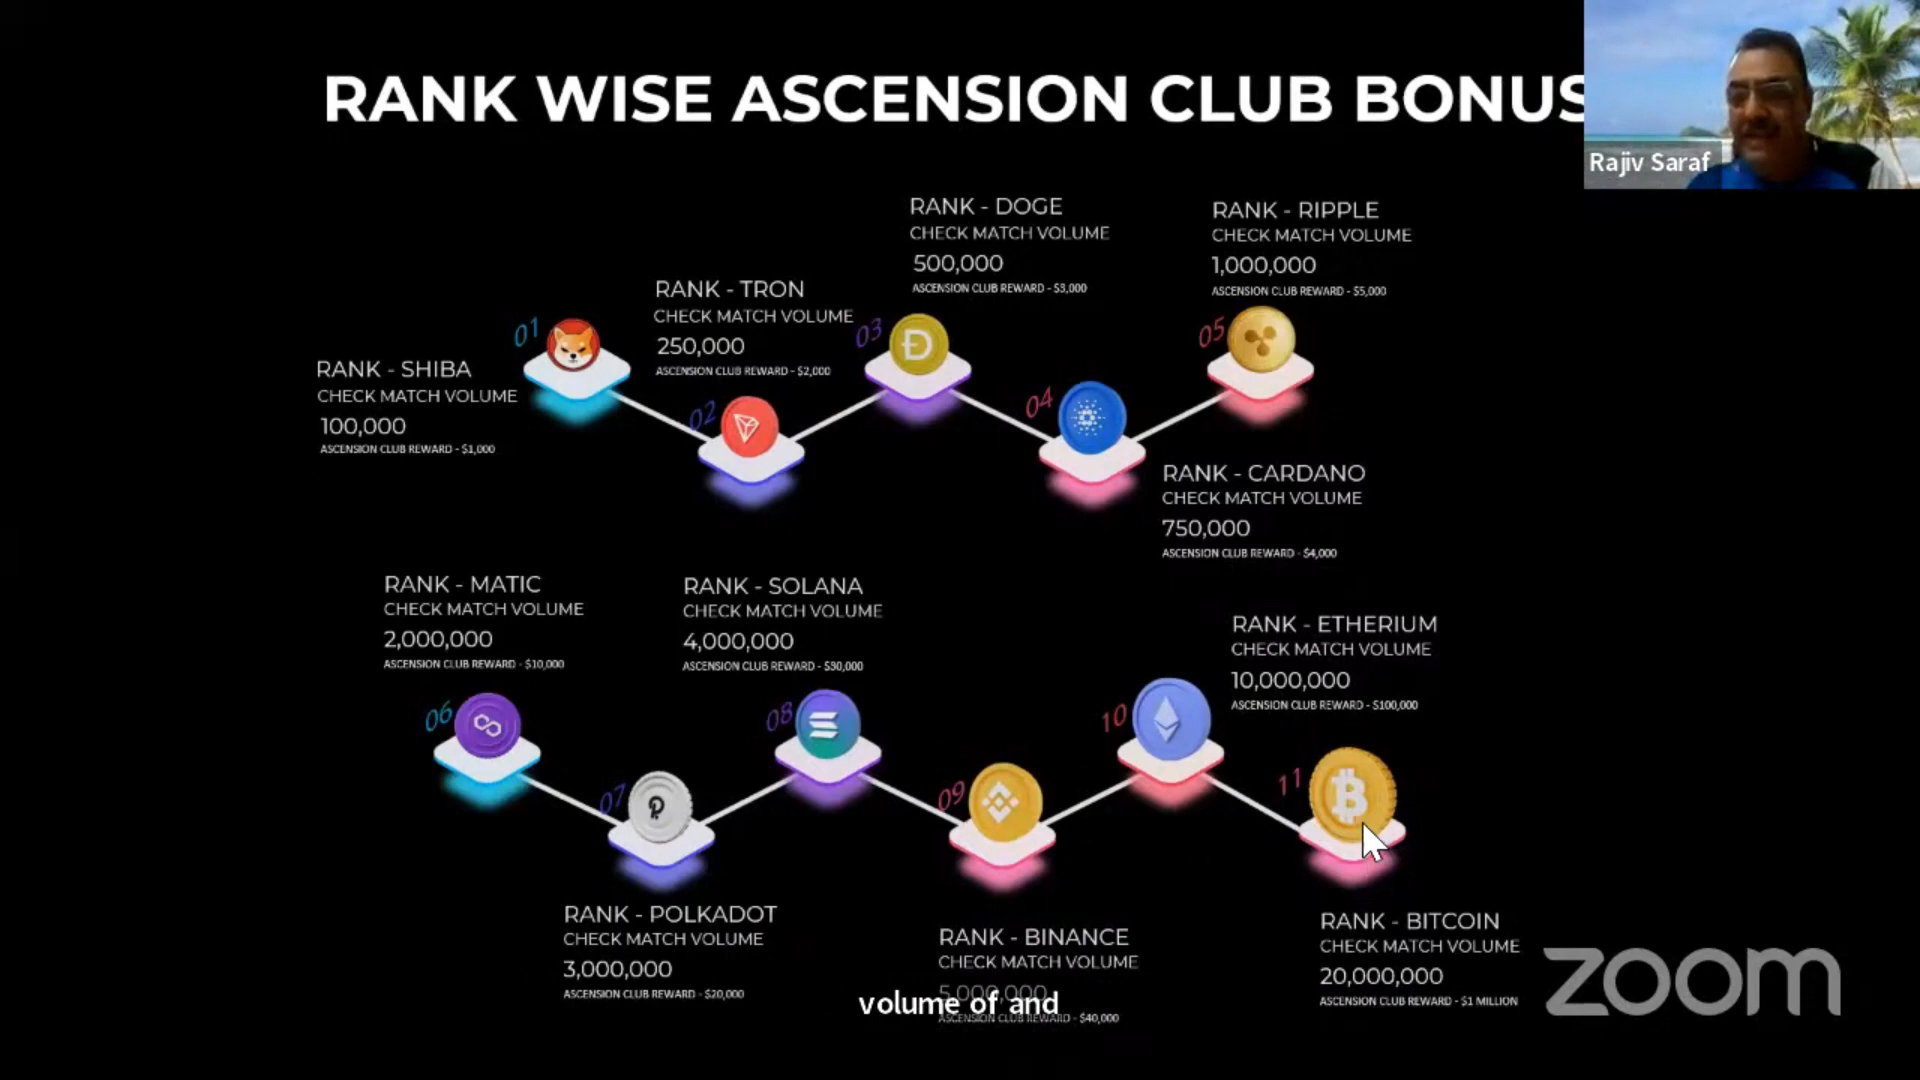 RANK WISE ASCENSION CLUB BONUS
Rajiv Saraf
RANK - SHIBA
CHECK MATCH VOLUME
100,000
ASCENSION CLUB REWARD - $1,000
01
RANK - TRON
CHECK MATCH VOLUME
250,000
ASCENSION CLUB REWARD - $2,000
02
RANK - DOGE
CHECK MATCH VOLUME
500,000
ASCENSION CLUB REWARD - $3,000
03
04
RANK - CARDANO
CHECK MATCH VOLUME
750,000
ASCENSION CLUB REWARD - $4,000
RANK - RIPPLE
CHECK MATCH VOLUME
1,000,000
ASCENSION CLUB REWARD - $5,000
05
RANK - MATIC
CHECK MATCH VOLUME
2,000,000
ASCENSION CLUB REWARD - $10,000
06
07
RANK - POLKADOT
CHECK MATCH VOLUME
3,000,000
ASCENSION CLUB REWARD - $20,000
RANK - SOLANA
CHECK MATCH VOLUME
4,000,000
ASCENSION CLUB REWARD - $30,000
08
09
RANK - BINANCE
CHECK MATCH VOLUME
5,000,000
ASCENSION CLUB REWARD - $40,000
RANK - ETHERIUM
CHECK MATCH VOLUME
10,000,000
ASCENSION CLUB REWARD - $100,000
10
11
RANK - BITCOIN
CHECK MATCH VOLUME
20,000,000
ASCENSION CLUB REWARD - $1 MILLION
volume of and
zoom